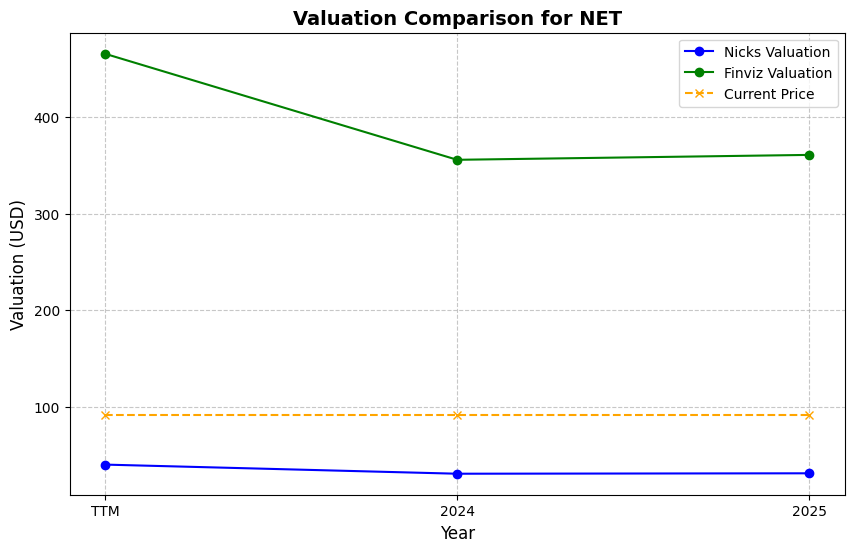 Valuation Comparison for NET
Nicks Valuation
Finviz Valuation
Current Price
Valuation (USD)
400
300
200
100
TTM
2024
2025
Year